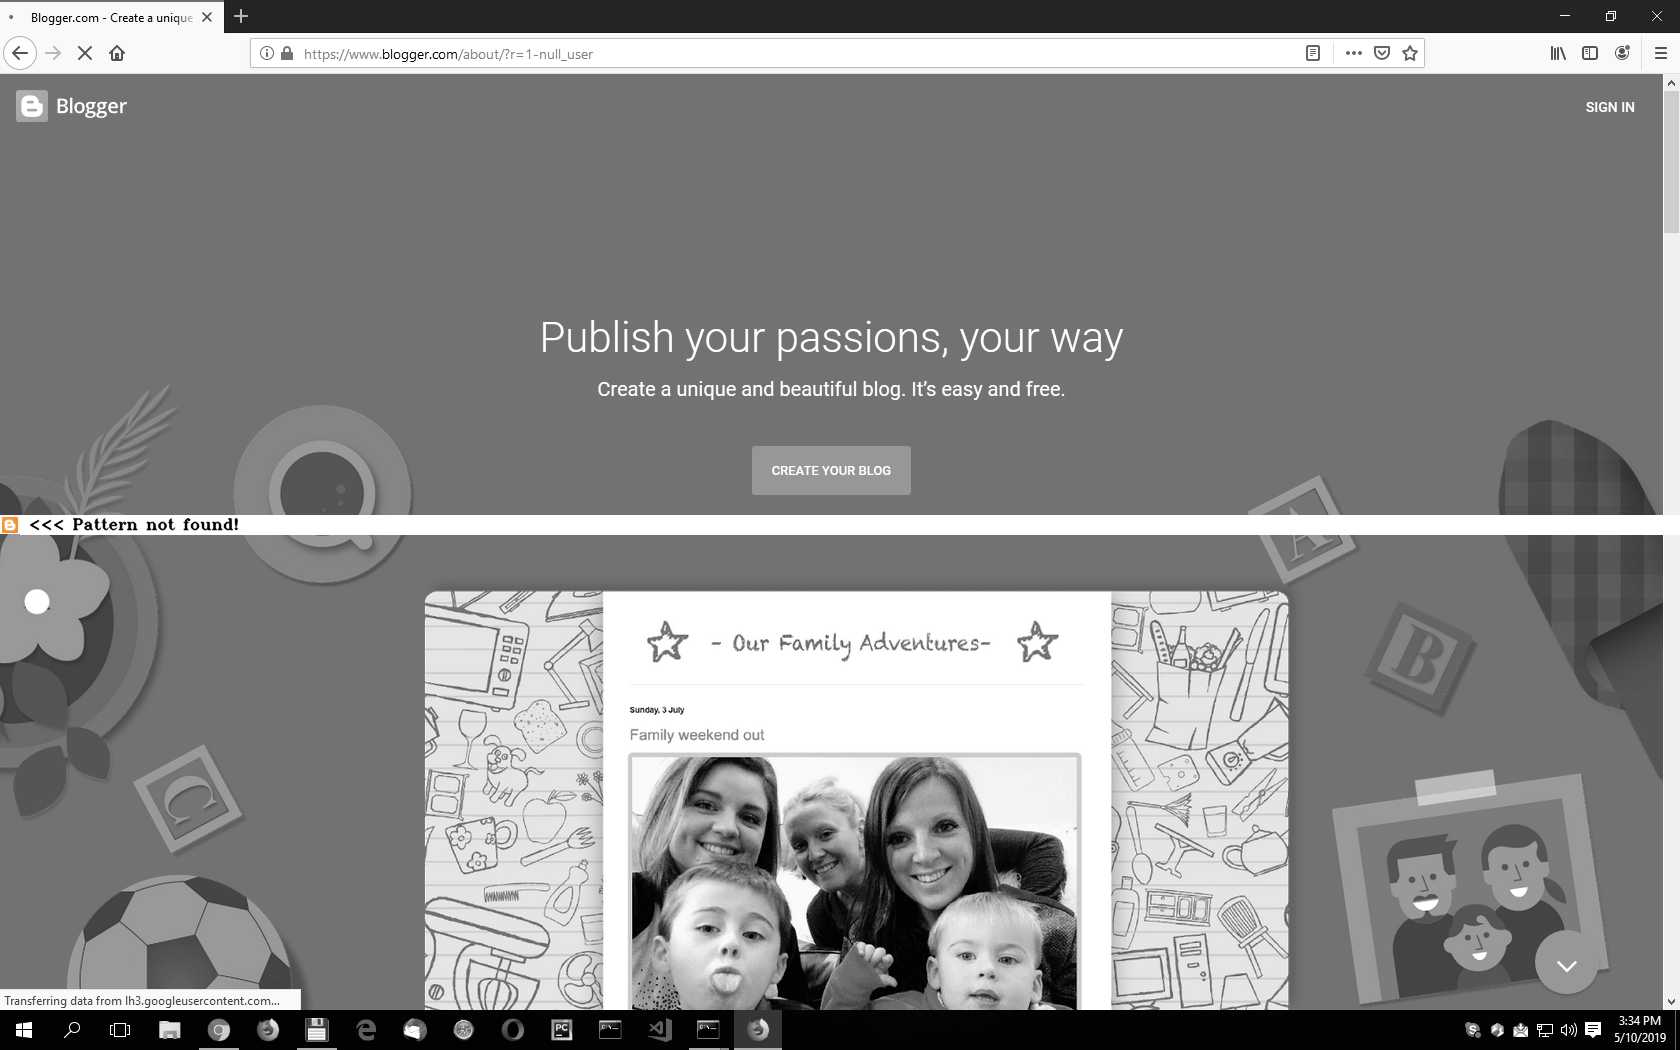 Blogger.com - Create a unique
https://www.blogger.com/about/?r=1-null_user
Blogger
SIGN IN
Publish your passions, your way
Create a unique and beautiful blog. It's easy and free.
CREATE YOUR BLOG
<<< Pattern not found!
A
B
C
- Our Family Adventures-
Sunday, 3 July
Family weekend out
Transferring data from lh3.googleusercontent.com...
PC
C:\
C:\
3:34 PM
5/10/2019